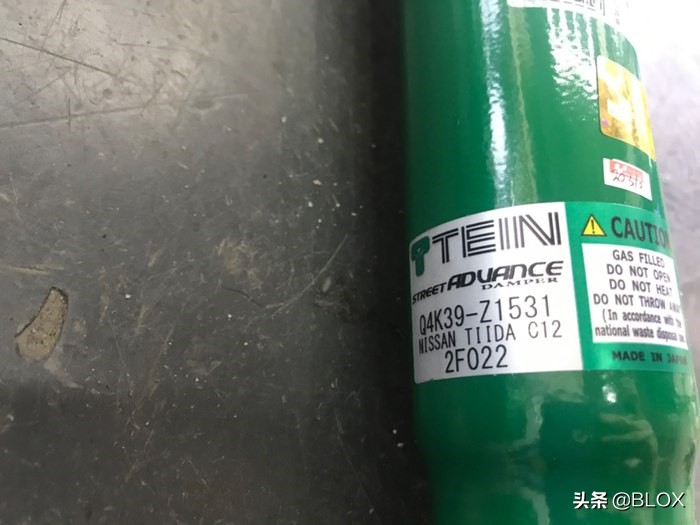 TEIN
STREET ADVANCE
DAMPER
Q4K39-Z1531
NISSAN TIIDA C12
2F022
CAUTION
GAS FILLED
DO NOT OPEN
DO NOT HEAT
DO NOT THROW AWAY
(In accordance with the
national waste disposal
MADE IN JAPAN
头条 @BLOX